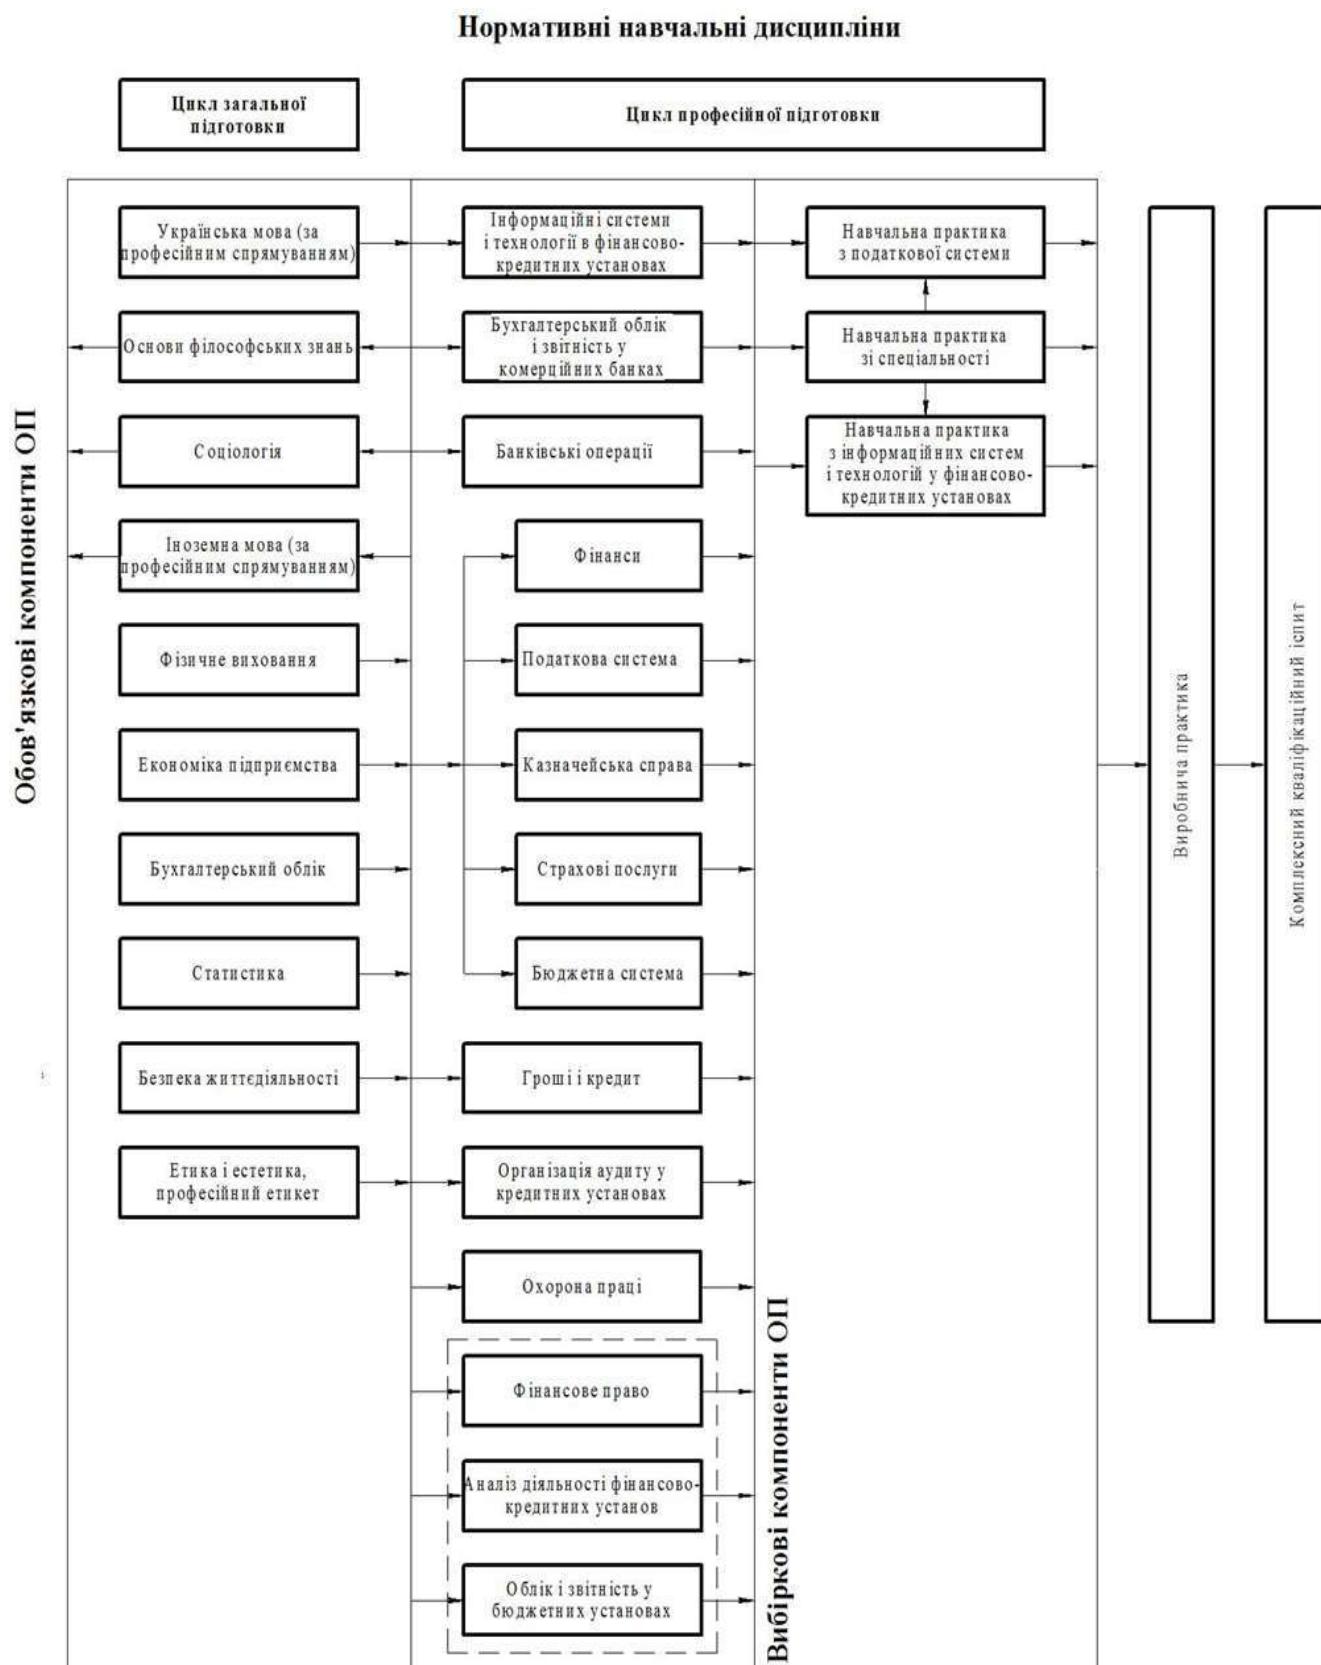 Нормативні навчальні дисципліни
Цикл загальної
підготовки
Цикл професійної підготовки
Обов'язкові компоненти ОП
Українська мова (за
професійним спрямуванням)
Основи філософських знань
Соціологія
Іноземна мова (за
професійним спрямуванням)
Фізичне виховання
Економіка підприємства
Бухгалтерський облік
Статистика
Безпека життєдіяльності
Етика і естетика,
професійний етикет
Інформаційні системи
і технології в фінансово-
кредитних установах
Бухгалтерський облік
і звітність у
комерційних банках
Банківські операції
Фінанси
Податкова система
Казначейська справа
Страхові послуги
Бюджетна система
Гроші і кредит
Організація аудиту у
кредитних установах
Охорона праці
Фінансове право
Аналіз діяльності фінансово-
кредитних установ
Облік і звітність у
бюджетних установах
Вибіркові компоненти ОП
Навчальна практика
з податкової системи
Навчальна практика
зі спеціальності
Навчальна практика
з інформаційних систем
і технологій у фінансово-
кредитних установах
Виробнича практика
Комплексний кваліфікаційний іспит